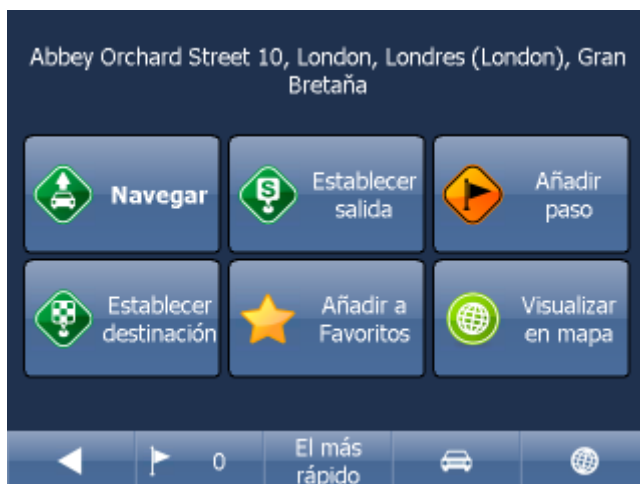 Abbey Orchard Street 10, London, Londres (London), Gran
Bretaña
Navegar
Establecer
salida
Añadir
paso
Establecer
destinación
Añadir a
Favoritos
Visualizar
en mapa
0
El más
rápido